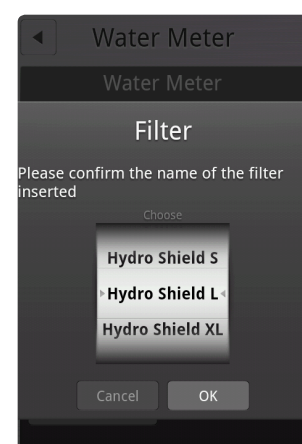 Water Meter
Water Meter
Filter
Please confirm the name of the filter
inserted
Choose
Hydro Shield S
Hydro Shield L
Hydro Shield XL
Cancel OK